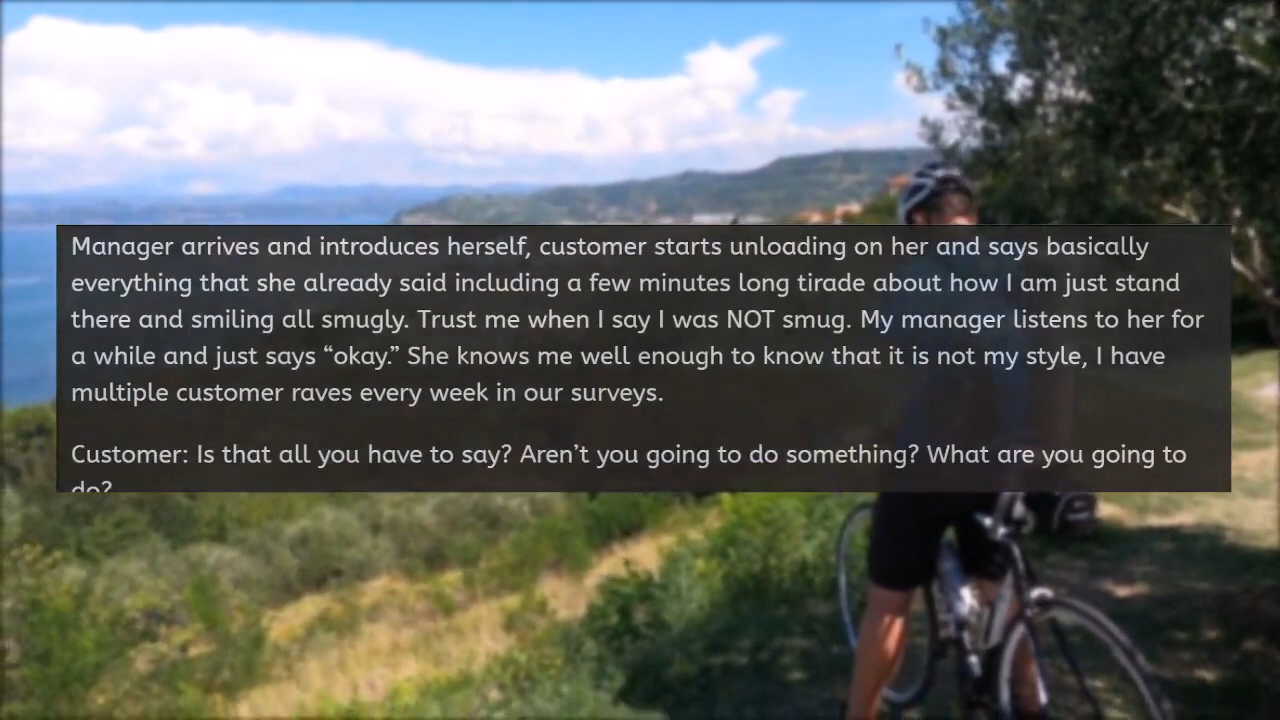 Manager arrives and introduces herself, customer starts unloading on her and says basically
everything that she already said including a few minutes long tirade about how I am just stand
there and smiling all smugly. Trust me when I say I was NOT smug. My manager listens to her for
a while and just says “okay.” She knows me well enough to know that it is not my style, I have
multiple customer raves every week in our surveys.
Customer: Is that all you have to say? Aren’t you going to do something? What are you going to
do?